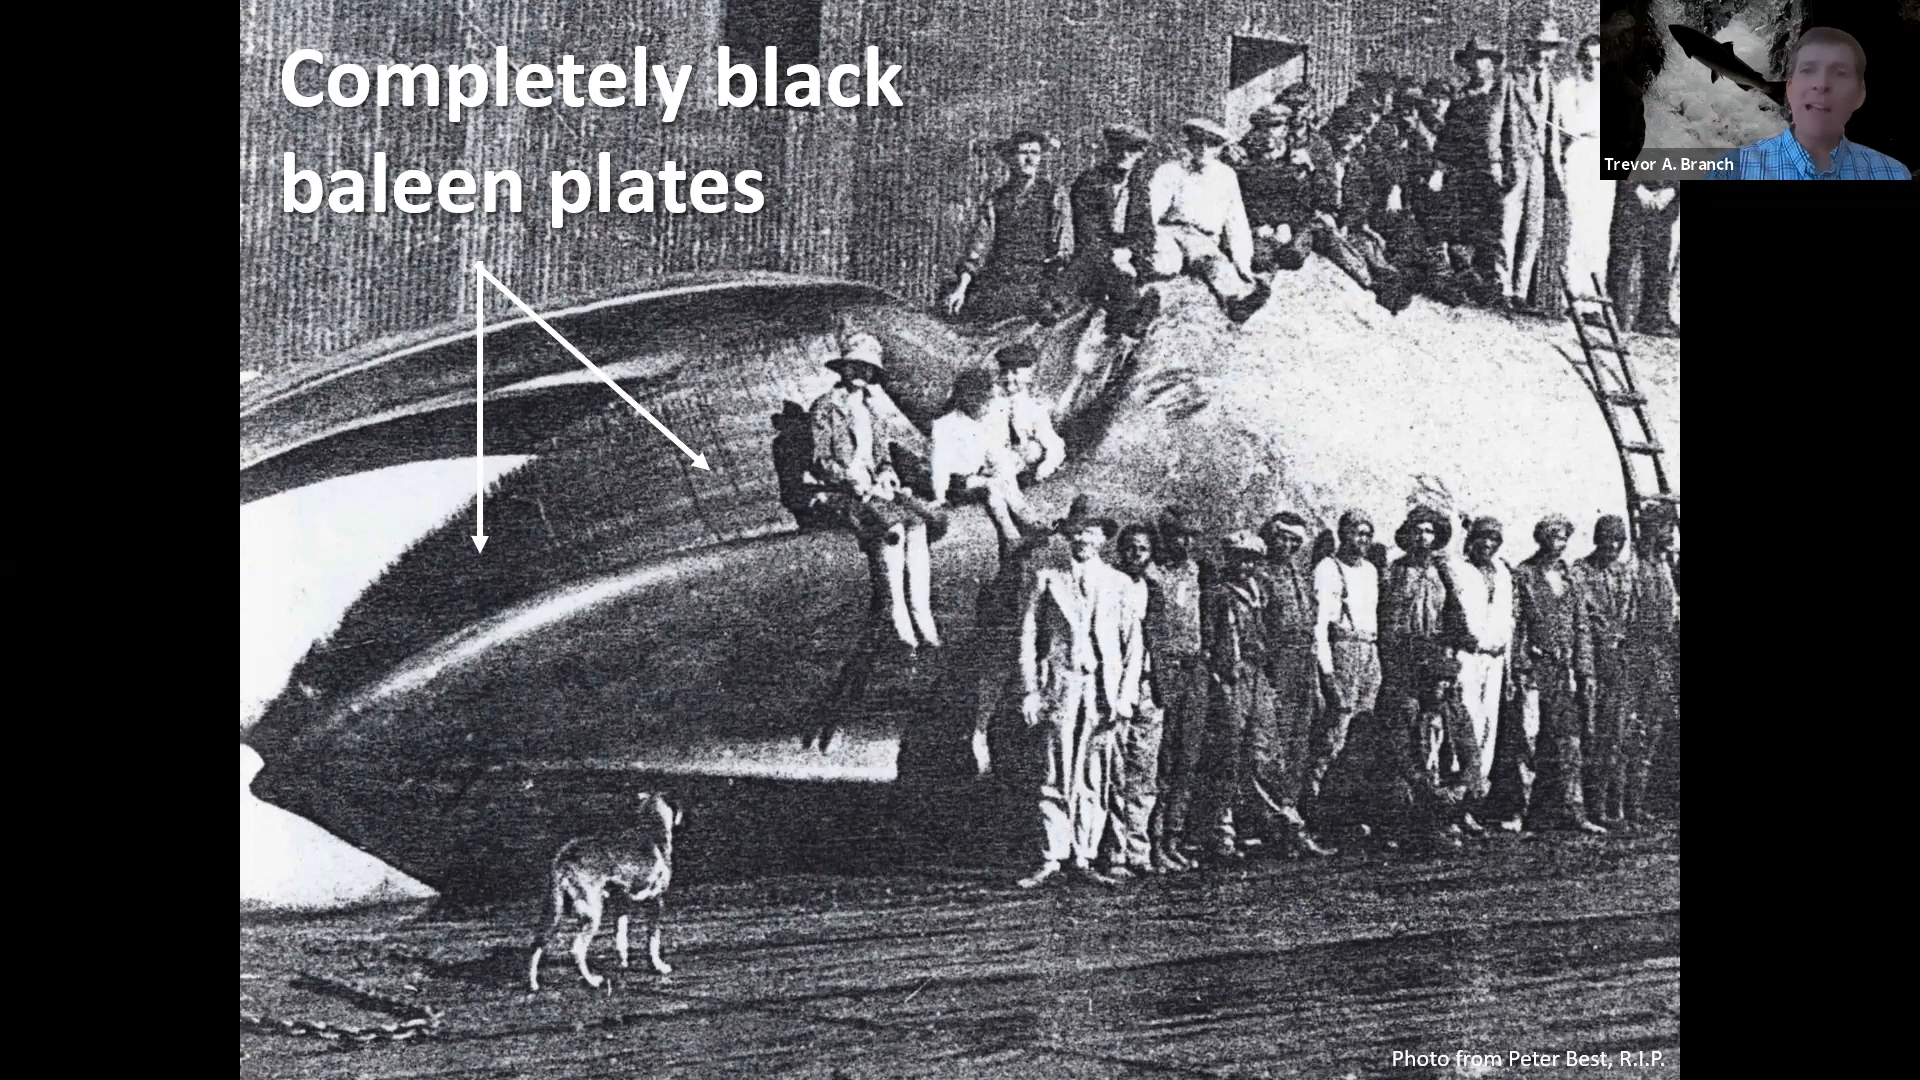 Completely black
baleen plates
Trevor A. Branch
Photo from Peter Best, R.I.P.